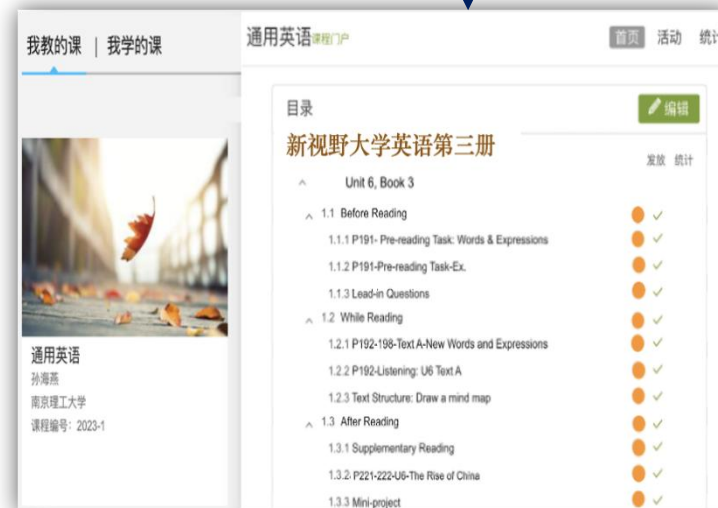 我教的课 | 我学的课
通用英语
孙海燕
南京理工大学
课程编号：2023-1
通用英语课程门户
首页 活动 统计
目录
编辑
新视野大学英语第三册
发放 统计
Unit 6, Book 3
1.1 Before Reading
1.1.1 P191- Pre-reading Task: Words & Expressions
1.1.2 P191-Pre-reading Task-Ex.
1.1.3 Lead-in Questions
1.2 While Reading
1.2.1 P192-198-Text A-New Words and Expressions
1.2.2 P192-Listening: U6 Text A
1.2.3 Text Structure: Draw a mind map
1.3 After Reading
1.3.1 Supplementary Reading
1.3.2 P221-222-U6-The Rise of China
1.3.3 Mini-project